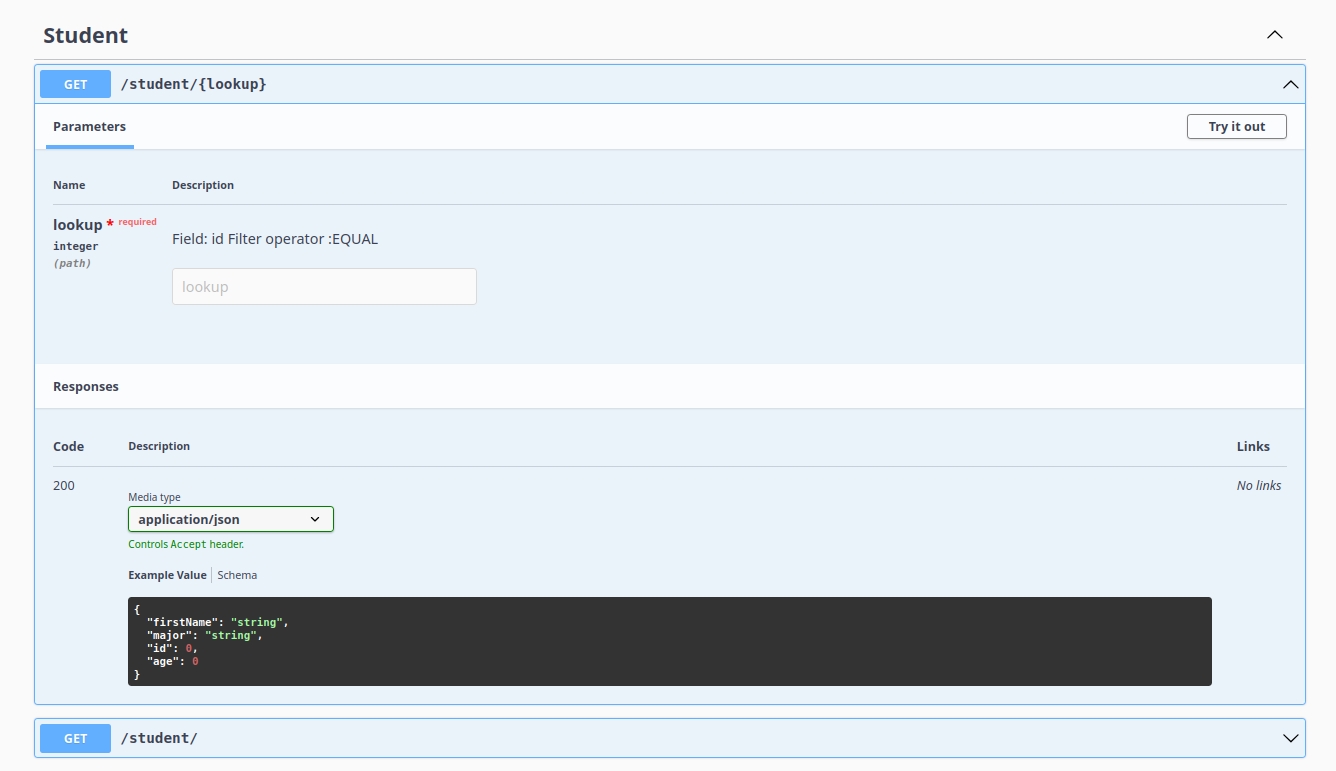 Student
GET /student/{lookup}
Parameters
Try it out
Name Description
lookup * required
integer
(path)
Field: id Filter operator :EQUAL
lookup
Responses
Code Description Links
200
Media type
application/json
Controls Accept header.
No links
Example Value Schema
{
"firstName": "string",
"major": "string",
"id": 0,
"age": 0
}
GET /student/